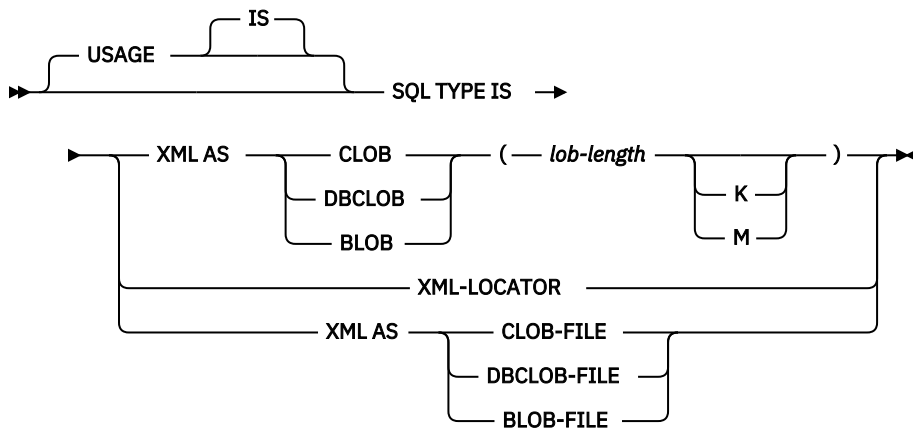 IS
USAGE
SQL TYPE IS
XML AS CLOB ( lob-length )
DBCLOB K
BLOB M
XML-LOCATOR
XML AS CLOB-FILE
DBCLOB-FILE
BLOB-FILE